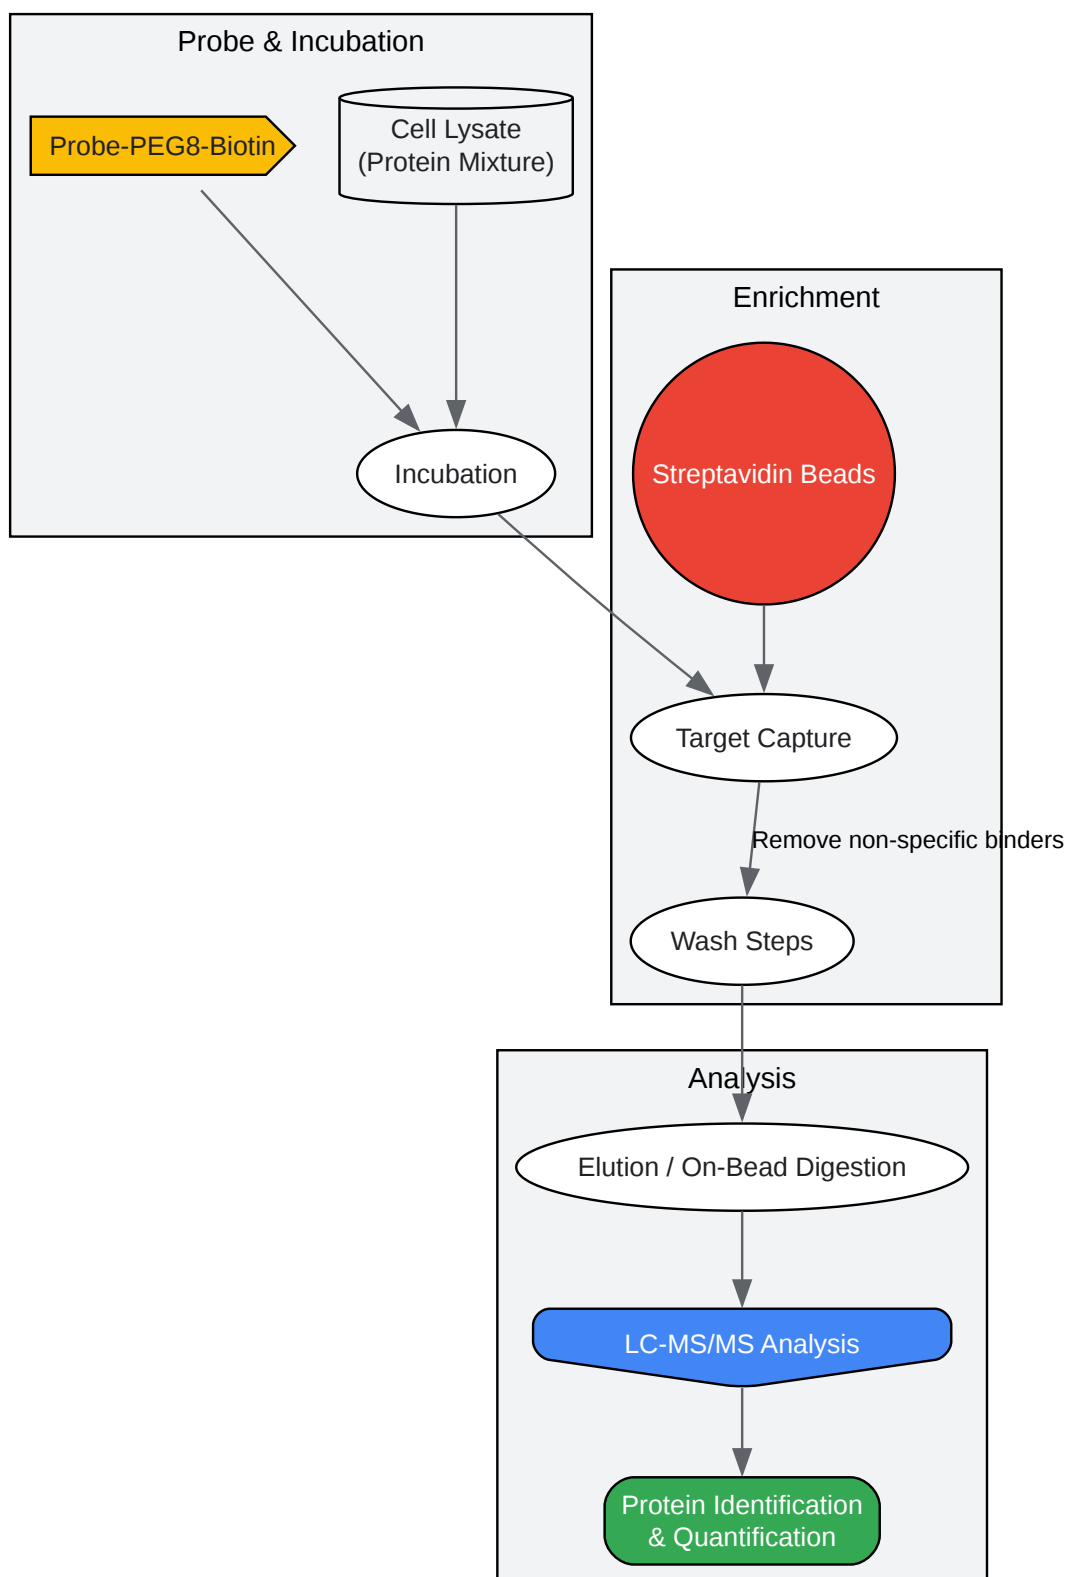 Probe & Incubation
Probe-PEG8-Biotin
Cell Lysate
(Protein Mixture)
Incubation
Enrichment
Streptavidin Beads
Target Capture
Remove non-specific binders
Wash Steps
Analysis
Elution / On-Bead Digestion
LC-MS/MS Analysis
Protein Identification
& Quantification